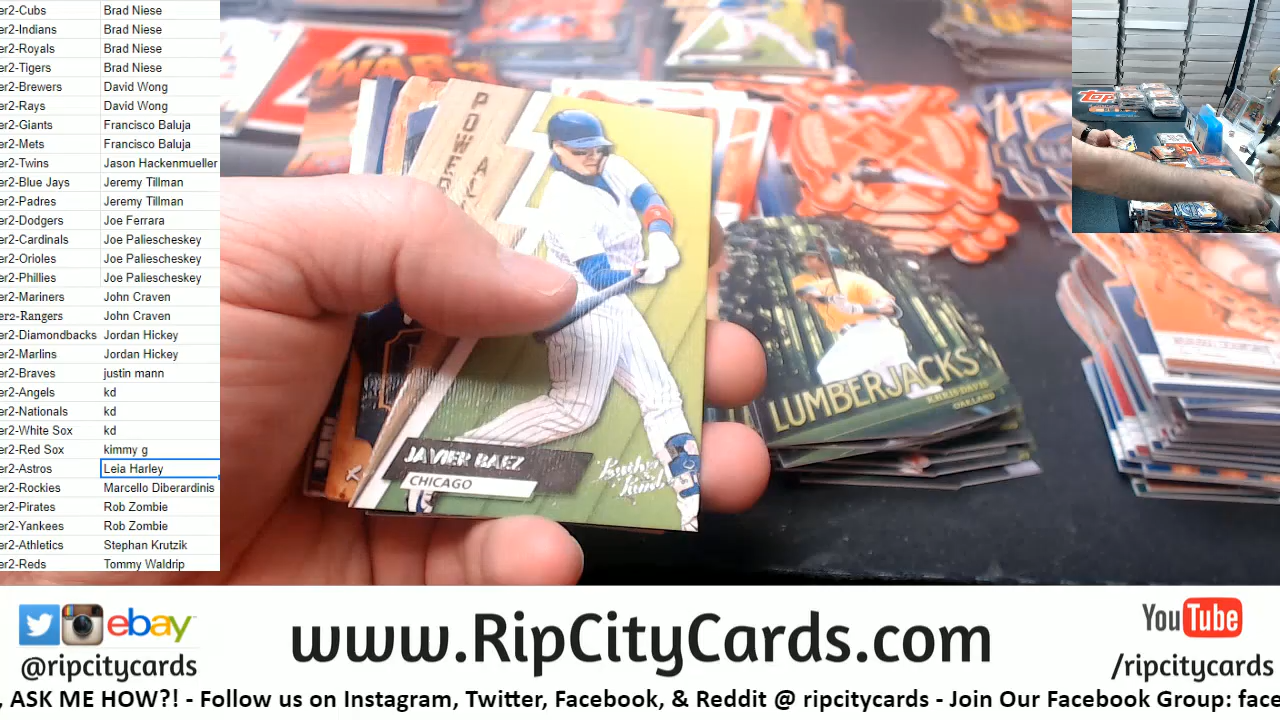 er2-Cubs Brad Niese
er2-Indians Brad Niese
er2-Royals Brad Niese
er2-Tigers Brad Niese
er2-Brewers David Wong
er2-Rays David Wong
er2-Giants Francisco Baluja
er2-Mets Francisco Baluja
er2-Twins Jason Hackenmueller
er2-Blue Jays Jeremy Tillman
er2-Padres Jeremy Tillman
er2-Dodgers Joe Ferrara
er2-Cardinals Joe Paliescheskey
er2-Orioles Joe Paliescheskey
er2-Phillies Joe Paliescheskey
er2-Mariners John Craven
er2-Rangers John Craven
er2-Diamondbacks Jordan Hickey
er2-Marlins Jordan Hickey
er2-Braves justin mann
er2-Angels kd
er2-Nationals kd
er2-White Sox kd
er2-Red Sox kimmy g
er2-Astros Leia Harley
er2-Rockies Marcello Diberardinis
er2-Pirates Rob Zombie
er2-Yankees Rob Zombie
er2-Athletics Stephan Krutzik
er2-Reds Tommy Waldrip
JAVIER BAEZ
CHICAGO
LUMBERJACKS
KHRIS DAVIS
OAKLAND
Topps
ebay
@ripcitycards
www.RipCityCards.com
YouTube
/ripcitycards
, ASK ME HOW?! - Follow us on Instagram, Twitter, Facebook, & Reddit @ ripcitycards - Join Our Facebook Group: face